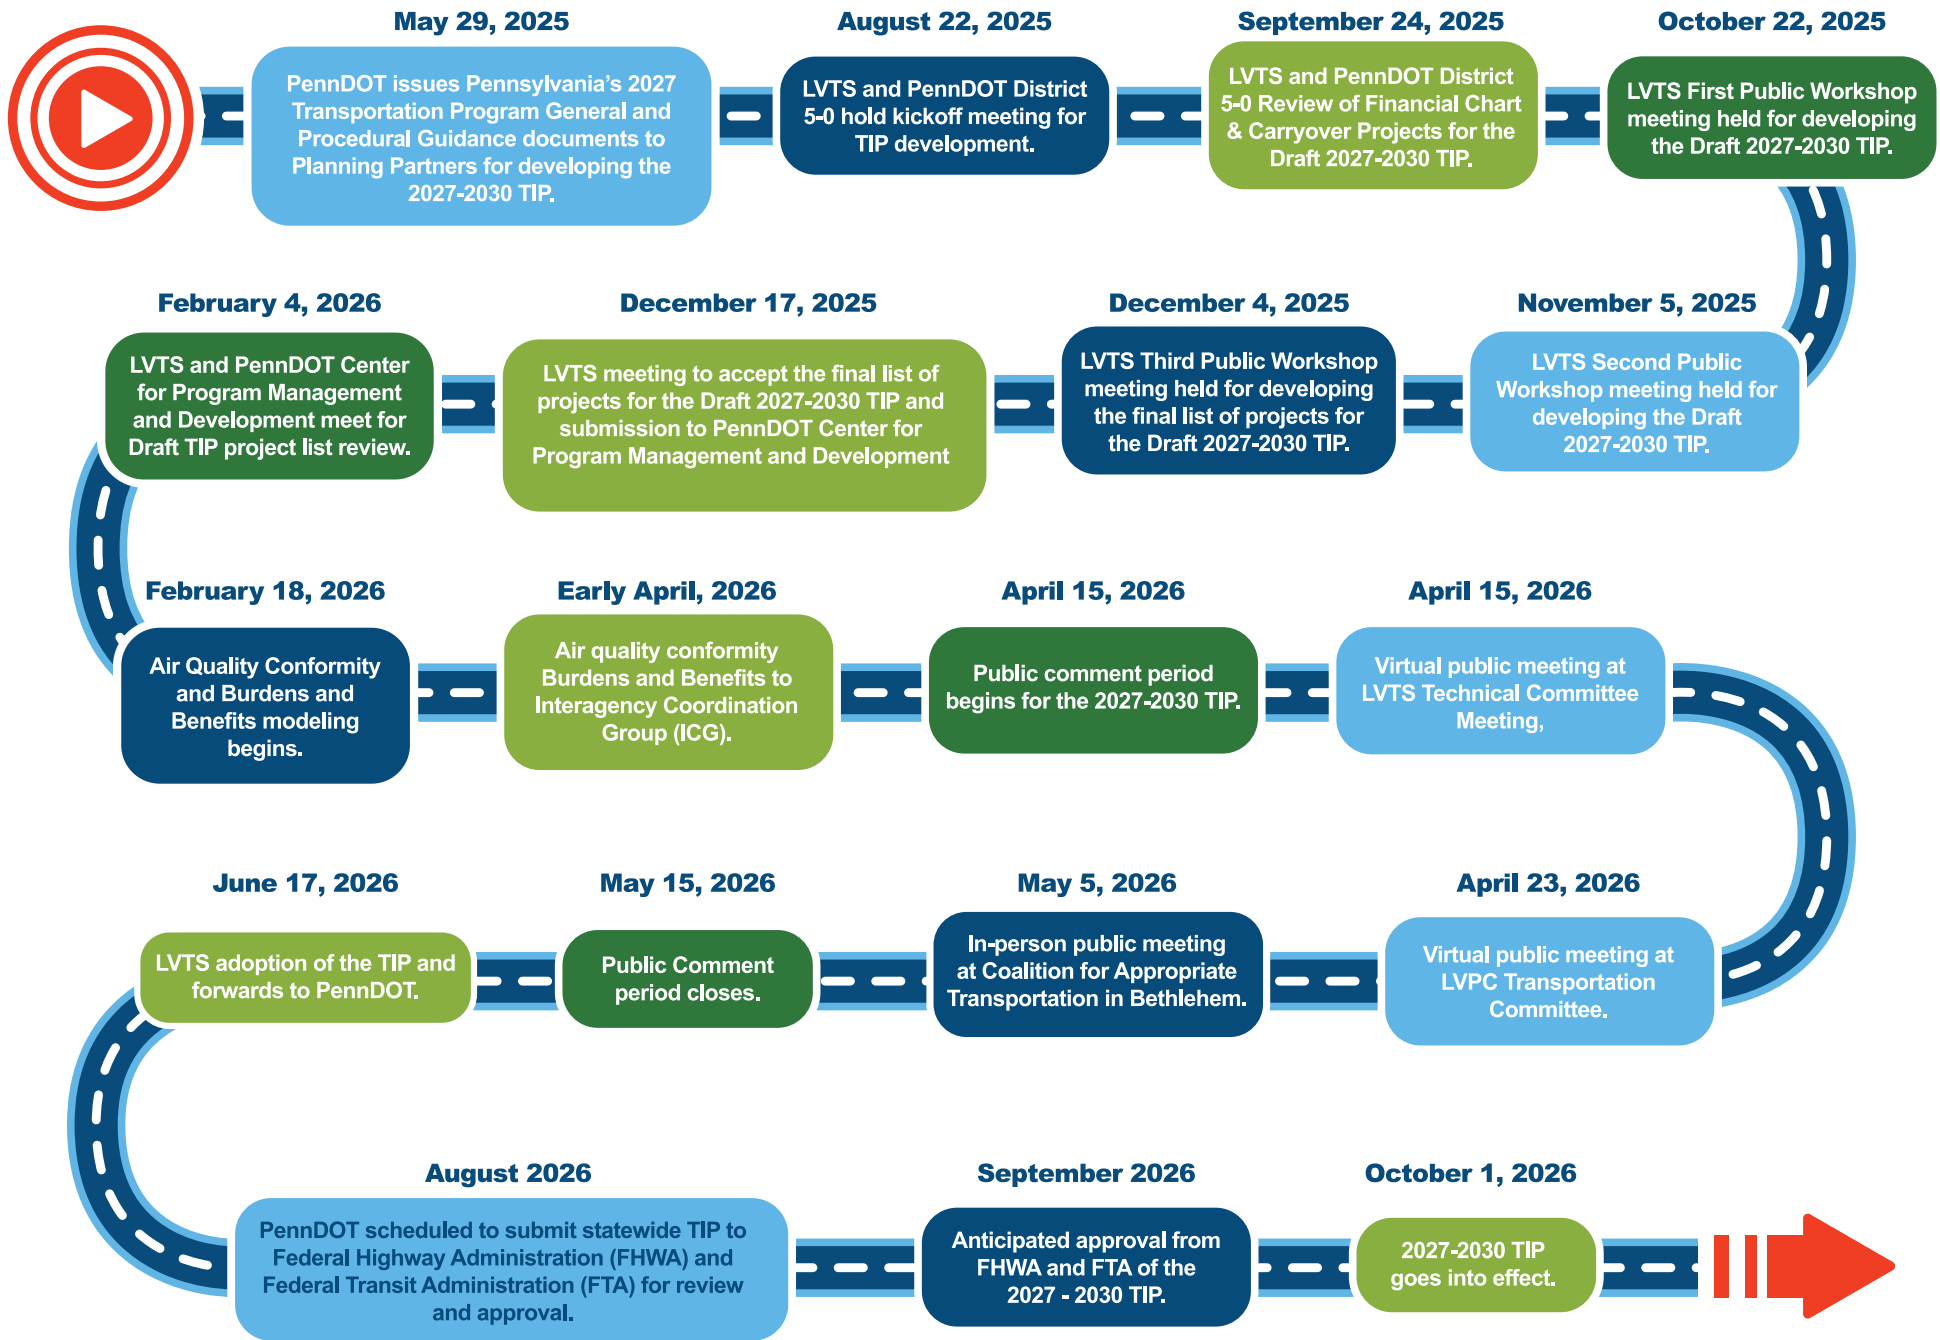 May 29, 2025
PennDOT issues Pennsylvania's 2027
Transportation Program General and
Procedural Guidance documents to
Planning Partners for developing the
2027-2030 TIP.
August 22, 2025
LVTS and PennDOT District
5-0 hold kickoff meeting for
TIP development.
September 24, 2025
LVTS and PennDOT District
5-0 Review of Financial Chart
& Carryover Projects for the
Draft 2027-2030 TIP.
October 22, 2025
LVTS First Public Workshop
meeting held for developing
the Draft 2027-2030 TIP.
November 5, 2025
LVTS Second Public
Workshop meeting held for
developing the Draft
2027-2030 TIP.
December 4, 2025
LVTS Third Public Workshop
meeting held for developing
the final list of projects for
the Draft 2027-2030 TIP.
December 17, 2025
LVTS meeting to accept the final list of
projects for the Draft 2027-2030 TIP and
submission to PennDOT Center for
Program Management and Development
February 4, 2026
LVTS and PennDOT Center
for Program Management
and Development meet for
Draft TIP project list review.
February 18, 2026
Air Quality Conformity
and Burdens and
Benefits modeling
begins.
Early April, 2026
Air quality conformity
Burdens and Benefits to
Interagency Coordination
Group (ICG).
April 15, 2026
Public comment period
begins for the 2027-2030 TIP.
April 15, 2026
Virtual public meeting at
LVTS Technical Committee
Meeting,
April 23, 2026
Virtual public meeting at
LVPC Transportation
Committee.
May 5, 2026
In-person public meeting
at Coalition for Appropriate
Transportation in Bethlehem.
May 15, 2026
Public Comment
period closes.
June 17, 2026
LVTS adoption of the TIP and
forwards to PennDOT.
August 2026
PennDOT scheduled to submit statewide TIP to
Federal Highway Administration (FHWA) and
Federal Transit Administration (FTA) for review
and approval.
September 2026
Anticipated approval from
FHWA and FTA of the
2027 - 2030 TIP.
October 1, 2026
2027-2030 TIP
goes into effect.